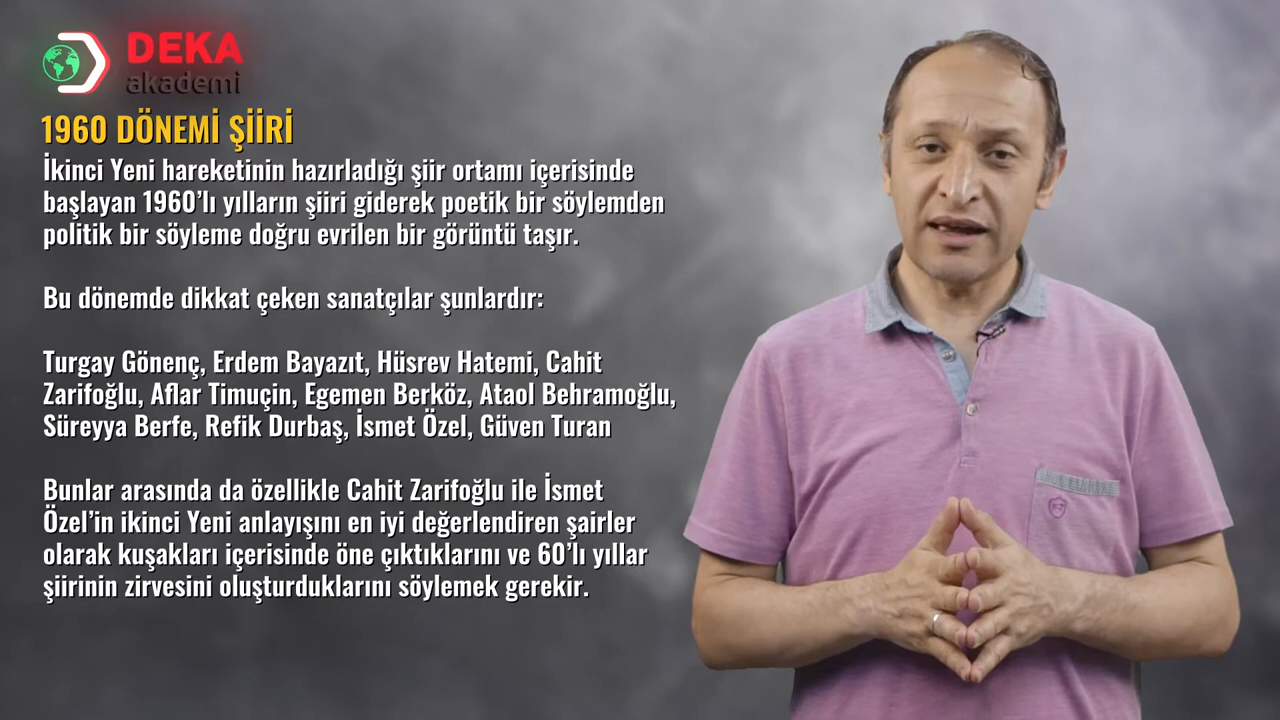 DEKA
akademi
1960 DÖNEMİ ŞİİRİ
İkinci Yeni hareketinin hazırladığı şiir ortamı içerisinde
başlayan 1960’lı yılların şiiri giderek poetik bir söylemden
politik bir söyleme doğru evrilen bir görüntü taşır.
Bu dönemde dikkat çeken sanatçılar şunlardır:
Turgay Gönenç, Erdem Bayazıt, Hüsrev Hatemi, Cahit
Zarifoğlu, Aflar Timuçin, Egemen Berköz, Ataol Behramoğlu,
Süreyya Berfe, Refik Durbaş, İsmet Özel, Güven Turan
Bunlar arasında da özellikle Cahit Zarifoğlu ile İsmet
Özel’in ikinci Yeni anlayışını en iyi değerlendiren şairler
olarak kuşakları içerisinde öne çıktıklarını ve 60’lı yıllar
şiirinin zirvesini oluşturduklarını söylemek gerekir.